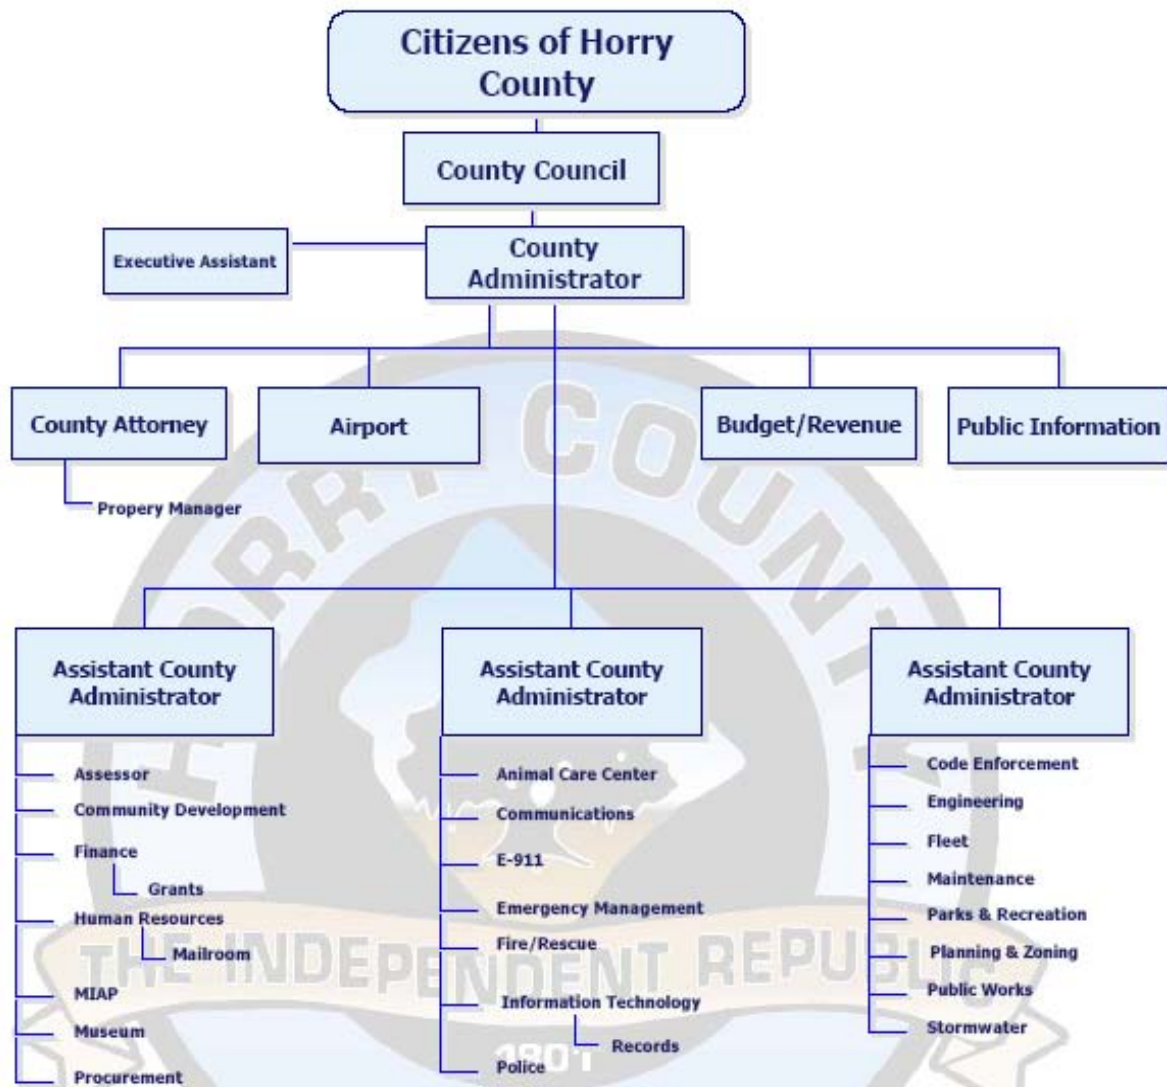 Citizens of Horry
County
County Council
Executive Assistant
County
Administrator
County Attorney
Airport
Budget/Revenue
Public Information
Propery Manager
HORRY COUNTY
Assistant County
Administrator
Assessor
Community Development
Finance
Grants
Human Resources
Mailroom
MIAP
Museum
Procurement
Assistant County
Administrator
Animal Care Center
Communications
E-911
Emergency Management
Fire/Rescue
Information Technology
Records
Police
Assistant County
Administrator
Code Enforcement
Engineering
Fleet
Maintenance
Parks & Recreation
Planning & Zoning
Public Works
Stormwater
THE INDEPENDENT REPUBLIC
1801